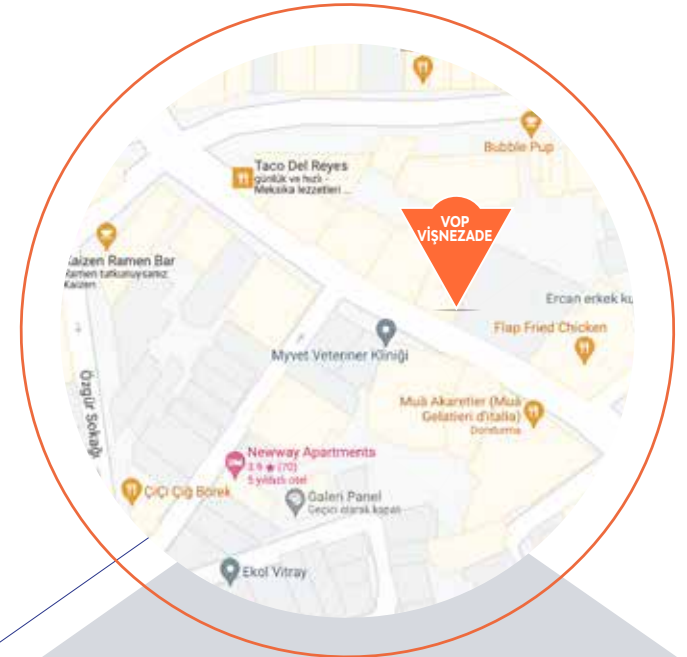 Bubble Pup
Taco Del Reyes
günlük ve hızlı -
Meksika lezzetleri ...
VOP
VİŞNEZADE
Kaizen Ramen Bar
Ramen tutkunuysanız
Kaizen
Ercan erkek ku
Flap Fried Chicken
Myvet Veteriner Kliniği
Özgür Sokağı
Muà Akaretler (Muà
Gelatieri d'italia)
Dondurma
Newway Apartments
3,9 ★ (70)
5 yıldızlı otel
ÇiÇi Çiğ Börek
Galeri Panel
Geçici olarak kapalı
Ekol Vitray